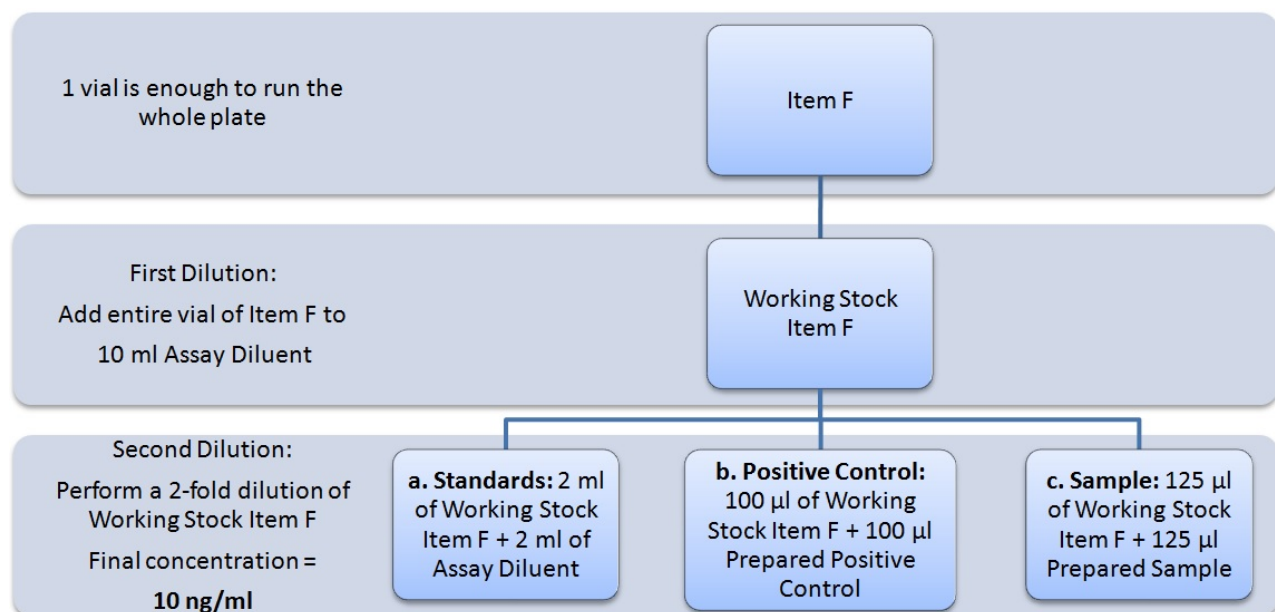 1 vial is enough to run the
whole plate
Item F
First Dilution:
Add entire vial of Item F to
10 ml Assay Diluent
Working Stock
Item F
Second Dilution:
Perform a 2-fold dilution of
Working Stock Item F
Final concentration =
10 ng/ml
a. Standards: 2 ml
of Working Stock
Item F + 2 ml of
Assay Diluent
b. Positive Control:
100 µl of Working
Stock Item F + 100 µl
Prepared Positive
Control
c. Sample: 125 µl
of Working Stock
Item F + 125 µl
Prepared Sample